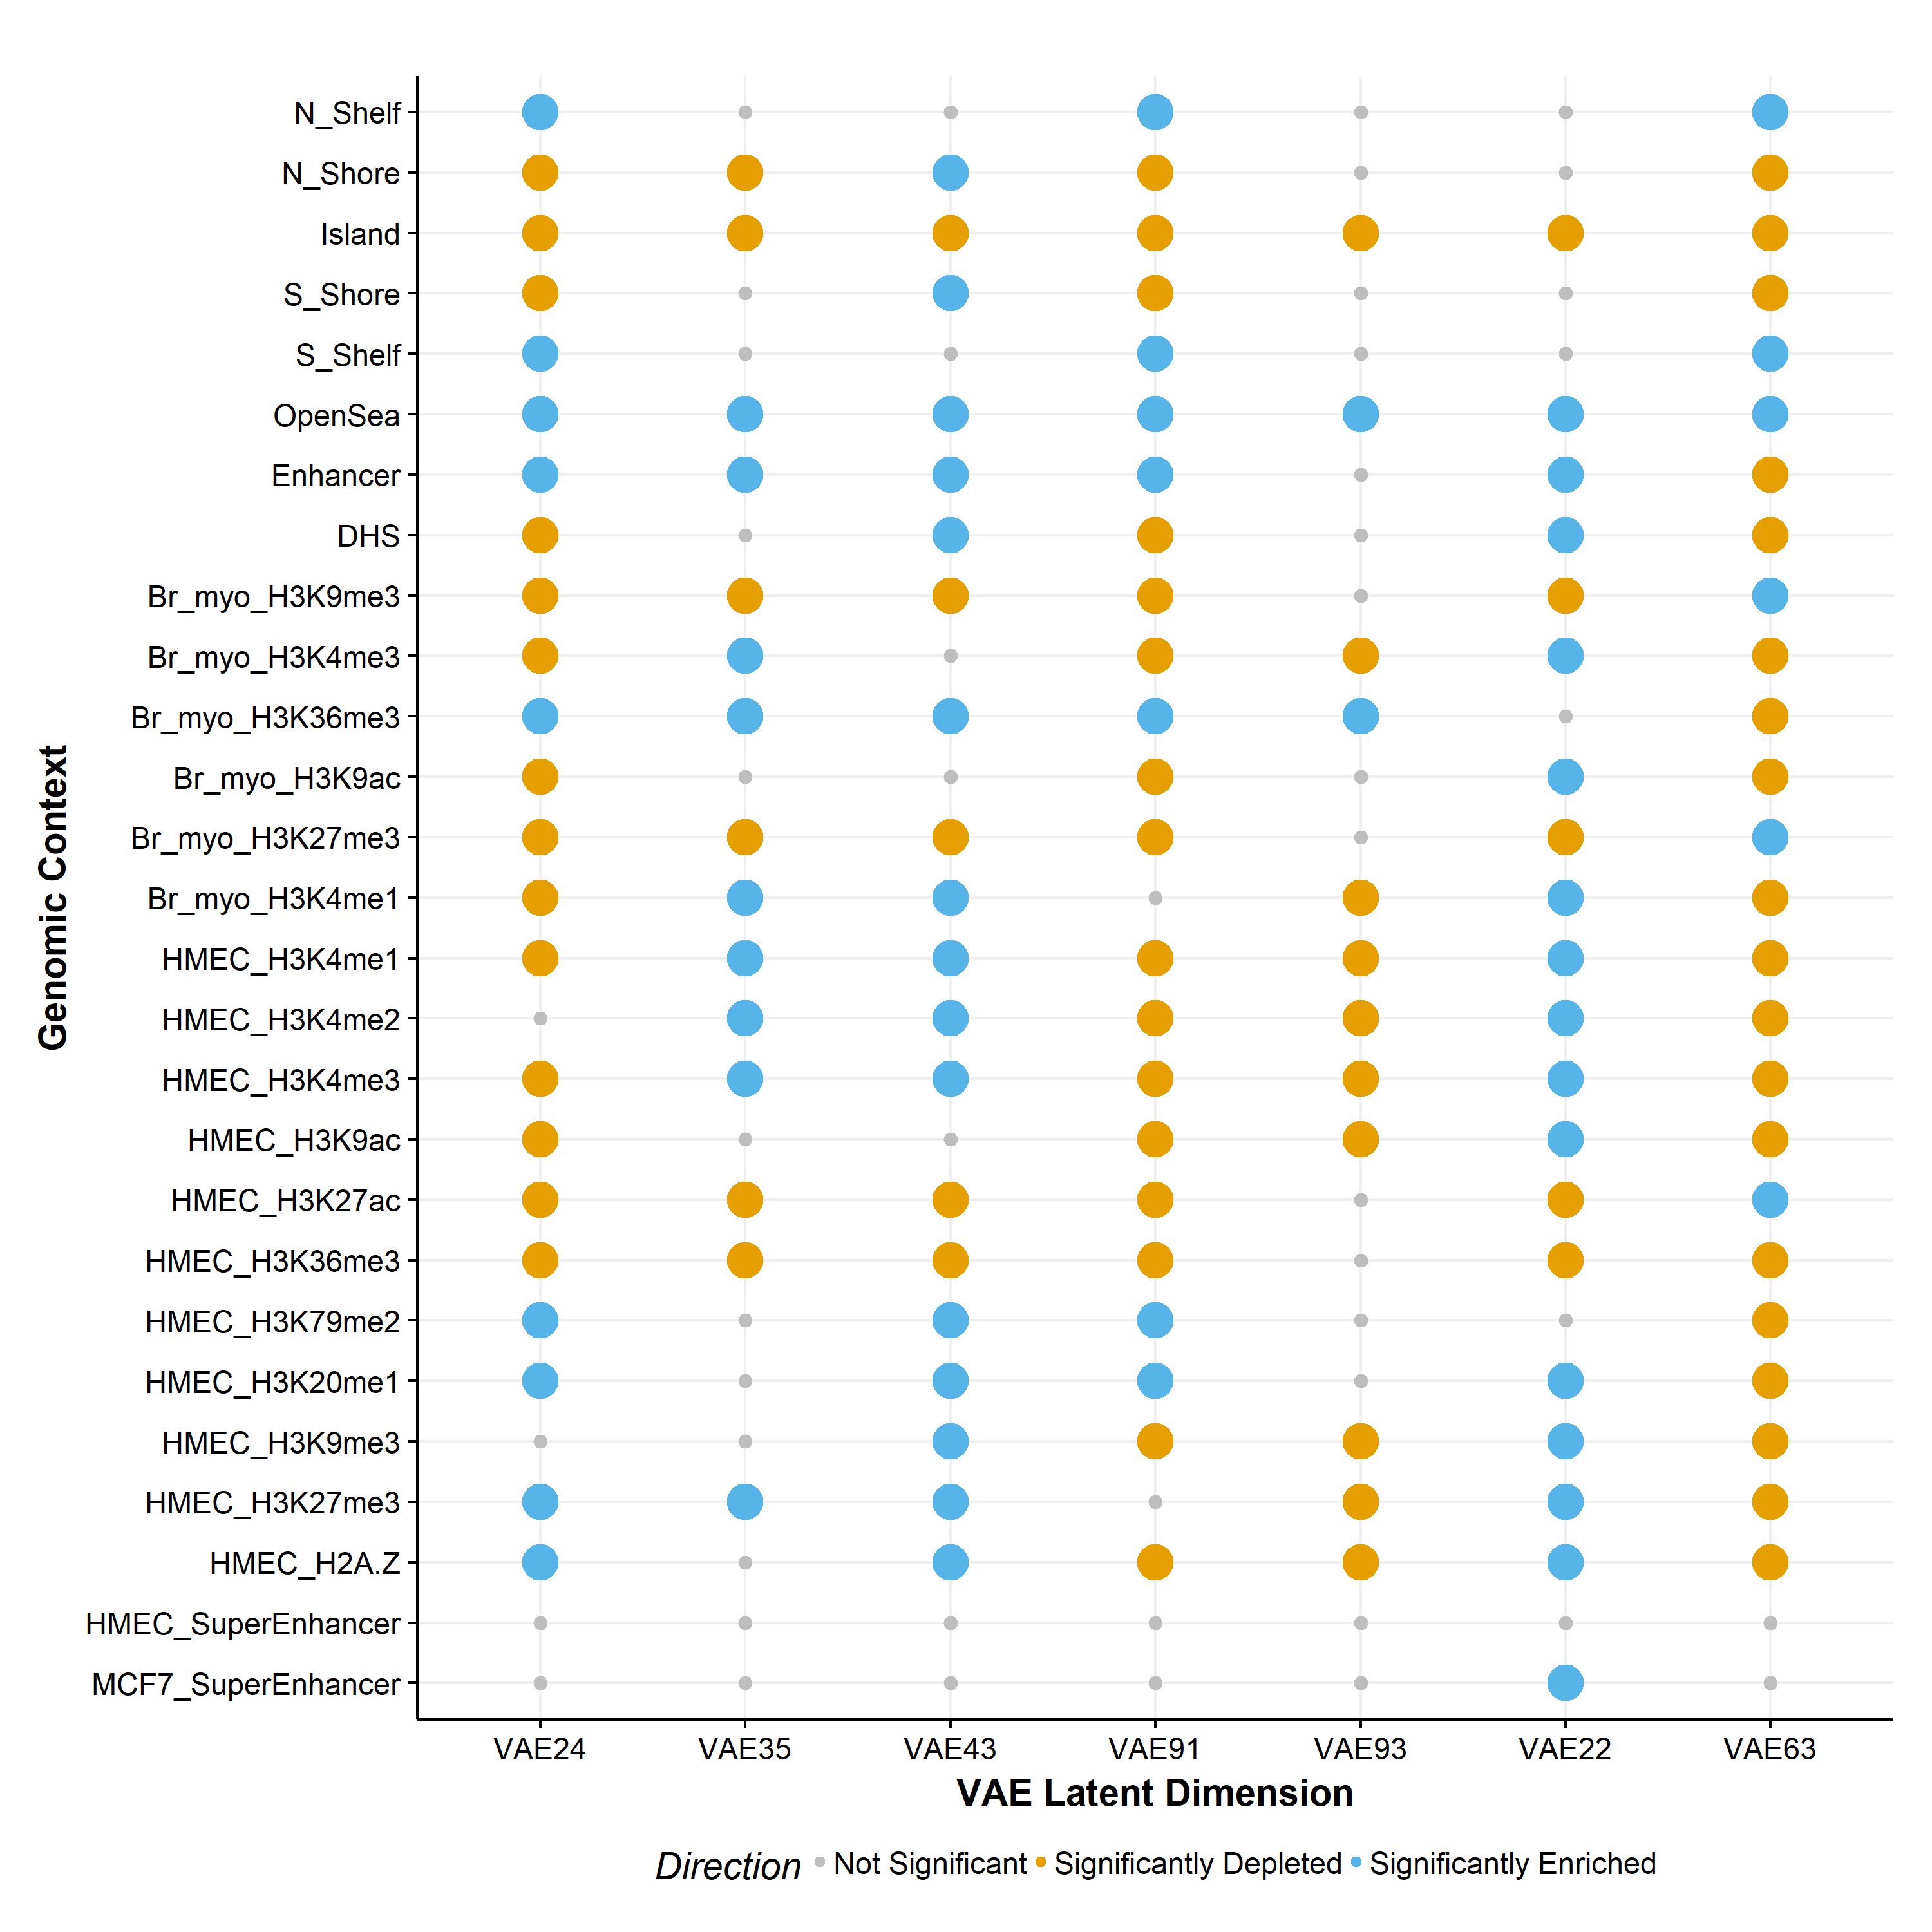 N_Shelf
N_Shore
Island
S_Shore
S_Shelf
OpenSea
Enhancer
DHS
Br_myo_H3K9me3
Br_myo_H3K4me3
Br_myo_H3K36me3
Br_myo_H3K9ac
Br_myo_H3K27me3
Br_myo_H3K4me1
HMEC_H3K4me1
HMEC_H3K4me2
HMEC_H3K4me3
HMEC_H3K9ac
HMEC_H3K27ac
HMEC_H3K36me3
HMEC_H3K79me2
HMEC_H3K20me1
HMEC_H3K9me3
HMEC_H3K27me3
HMEC_H2A.Z
HMEC_SuperEnhancer
MCF7_SuperEnhancer
Genomic Context
VAE24 VAE35 VAE43 VAE91 VAE93 VAE22 VAE63
VAE Latent Dimension
Direction Not Significant Significantly Depleted Significantly Enriched